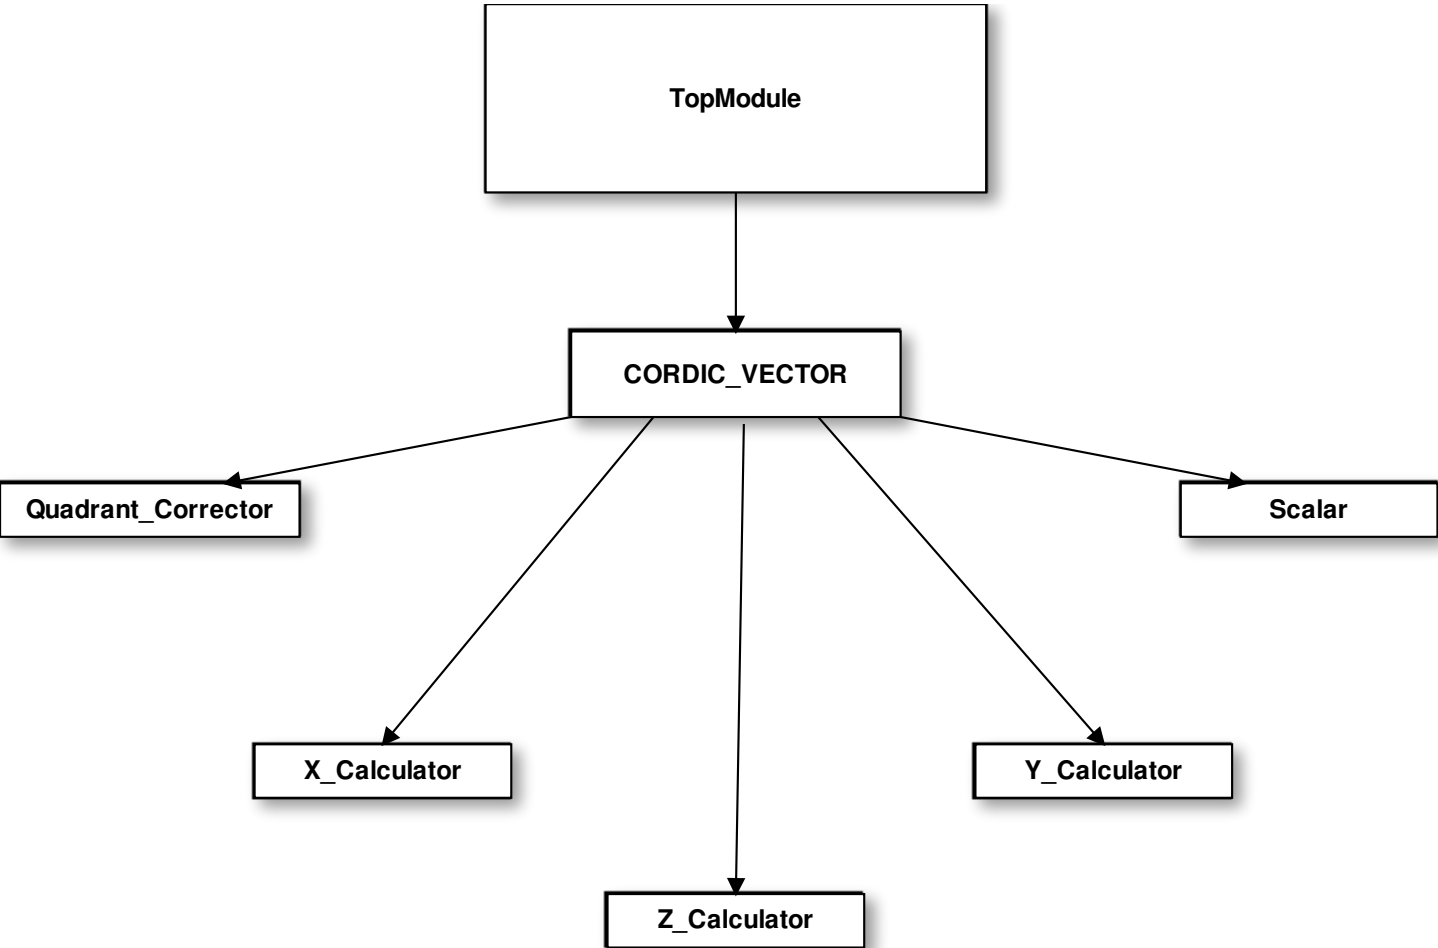 TopModule
CORDIC_VECTOR
Quadrant_Corrector
Scalar
X_Calculator
Y_Calculator
Z_Calculator